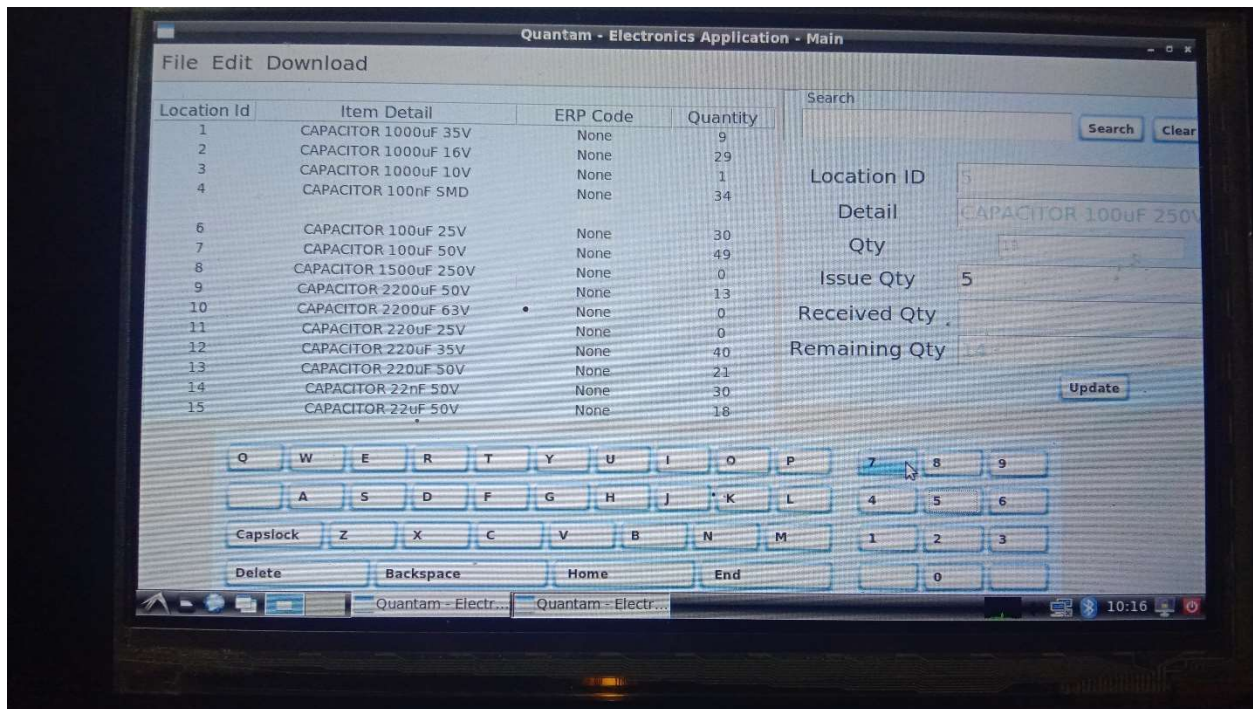 Quantam - Electronics Application - Main
File Edit Download
Location Id Item Detail ERP Code Quantity
1 CAPACITOR 1000uF 35V None 9
2 CAPACITOR 1000uF 16V None 29
3 CAPACITOR 1000uF 10V None 1
4 CAPACITOR 100nF SMD None 34
6 CAPACITOR 100uF 25V None 30
7 CAPACITOR 100uF 50V None 49
8 CAPACITOR 1500uF 250V None 0
9 CAPACITOR 2200uF 50V None 13
10 CAPACITOR 2200uF 63V None 0
11 CAPACITOR 220uF 25V None 0
12 CAPACITOR 220uF 35V None 40
13 CAPACITOR 220uF 50V None 21
14 CAPACITOR 22nF 50V None 30
15 CAPACITOR 22uF 50V None 18
Search
Search Clear
Location ID 5
Detail CAPACITOR 100uF 250V
Qty
Issue Qty 5
Received Qty
Remaining Qty 14
Update
Q W E R T Y U I O P 7 8 9
A S D F G H J K L 4 5 6
Capslock Z X C V B N M 1 2 3
Delete Backspace Home End 0
Quantam - Electr... Quantam - Electr... 10:16